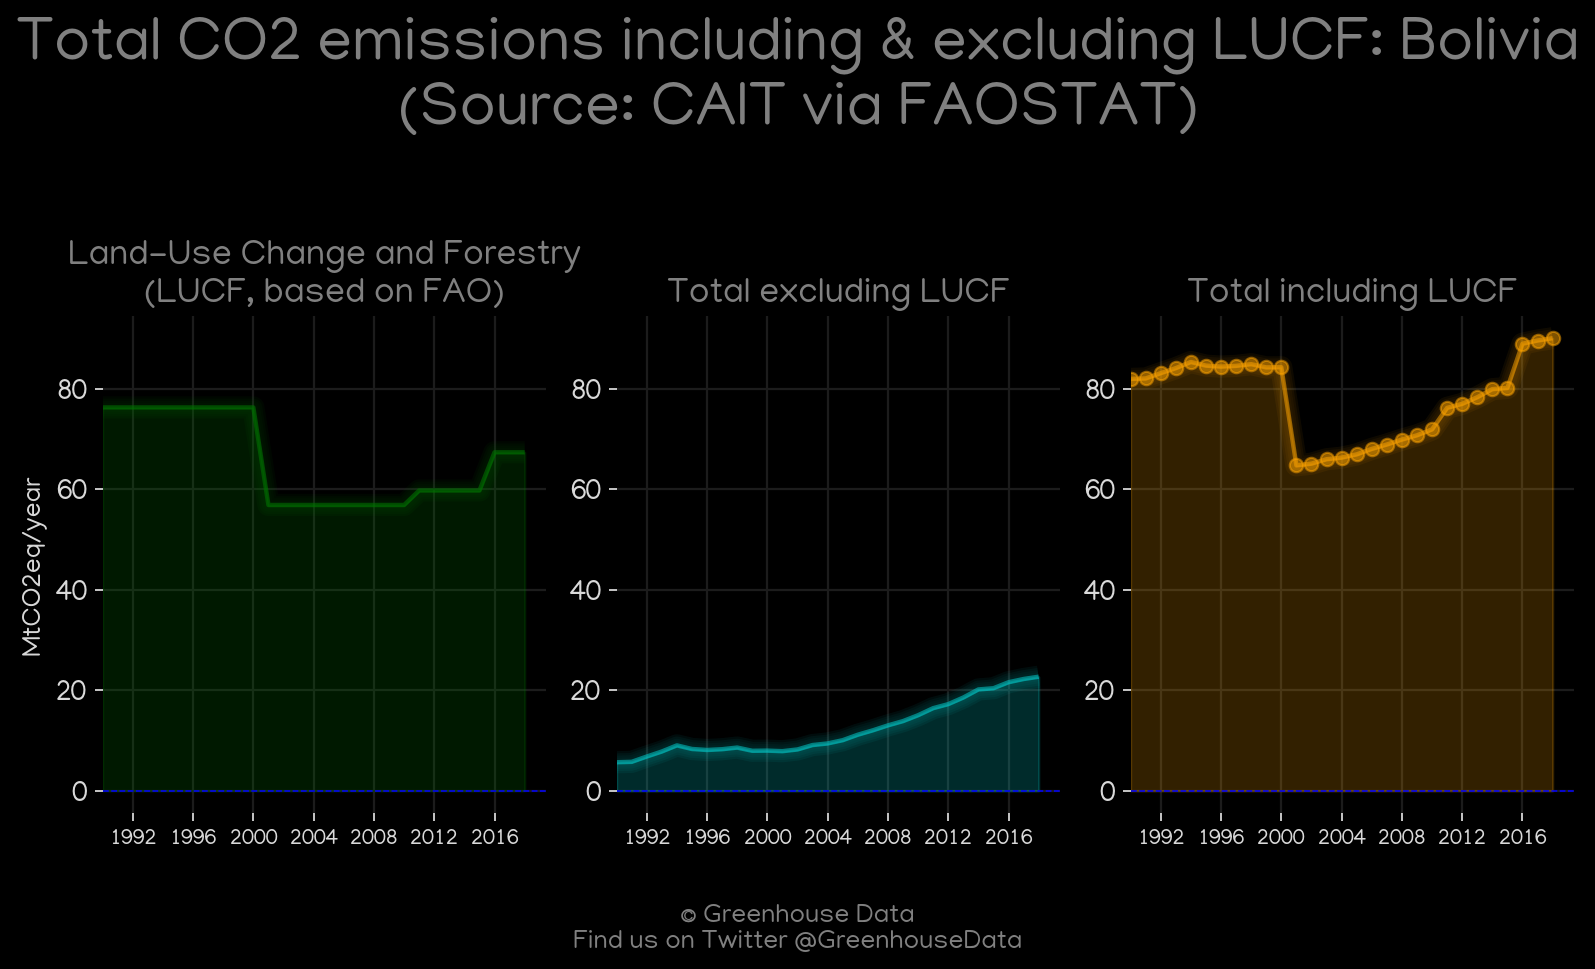 Total CO2 emissions including & excluding LUCF: Bolivia
(Source: CAIT via FAOSTAT)
Land-Use Change and Forestry
(LUCF, based on FAO)
MtCO2eq/year
80
60
40
20
0
1992 1996 2000 2004 2008 2012 2016
Total excluding LUCF
80
60
40
20
0
1992 1996 2000 2004 2008 2012 2016
Total including LUCF
80
60
40
20
0
1992 1996 2000 2004 2008 2012 2016
© Greenhouse Data
Find us on Twitter @GreenhouseData